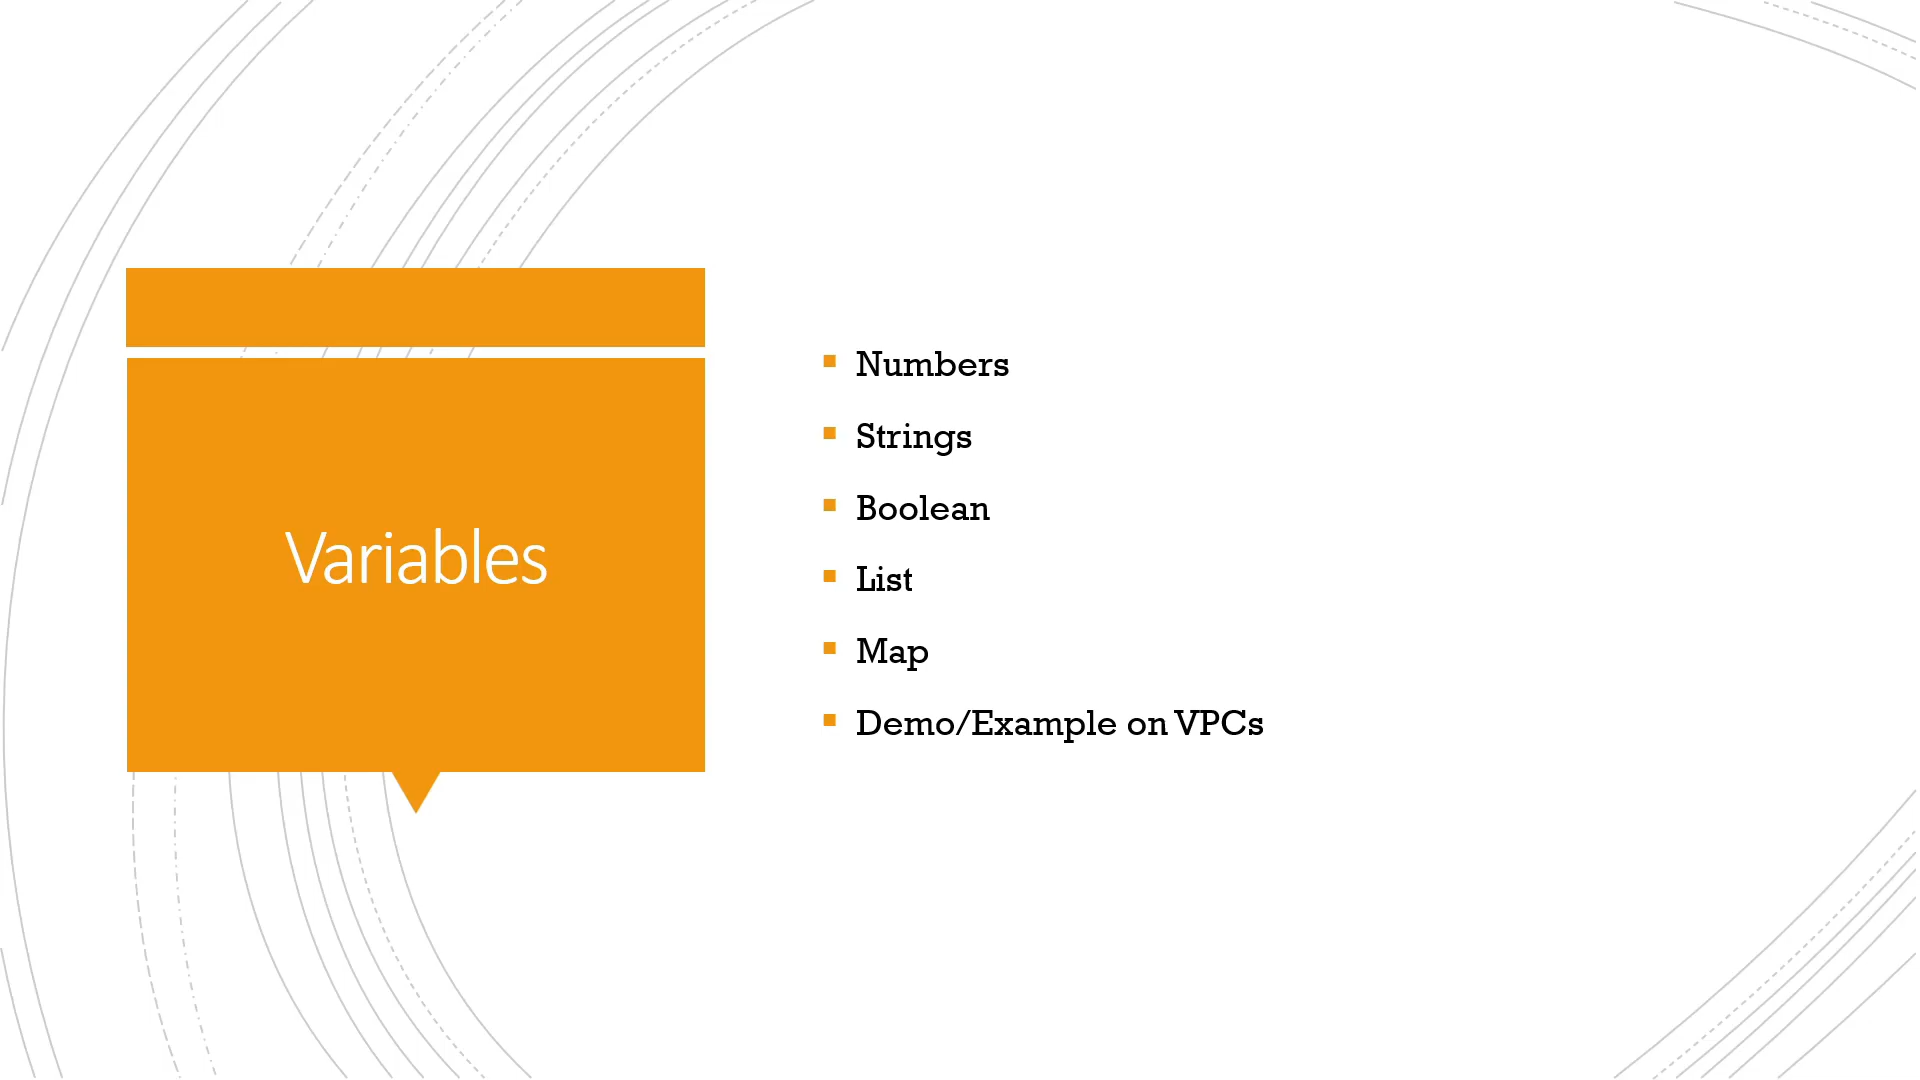 Variables
Numbers
Strings
Boolean
List
Map
Demo/Example on VPCs